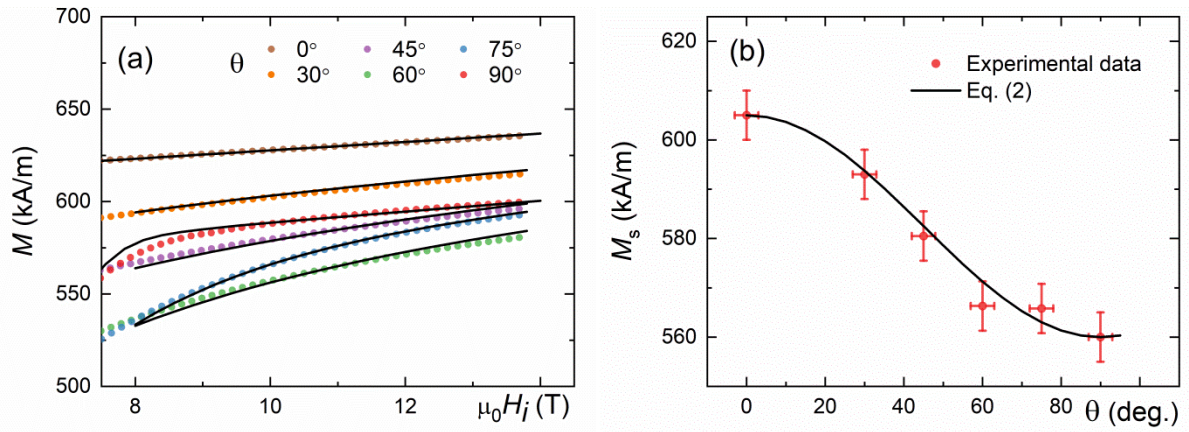 (a)
θ
0° 45° 75°
30° 60° 90°
M (kA/m)
700
650
600
550
500
8 10 12
μ₀Hᵢ (T)
(b)
Experimental data
Eq. (2)
Mₛ (kA/m)
620
600
580
560
0 20 40 60 80 θ (deg.)